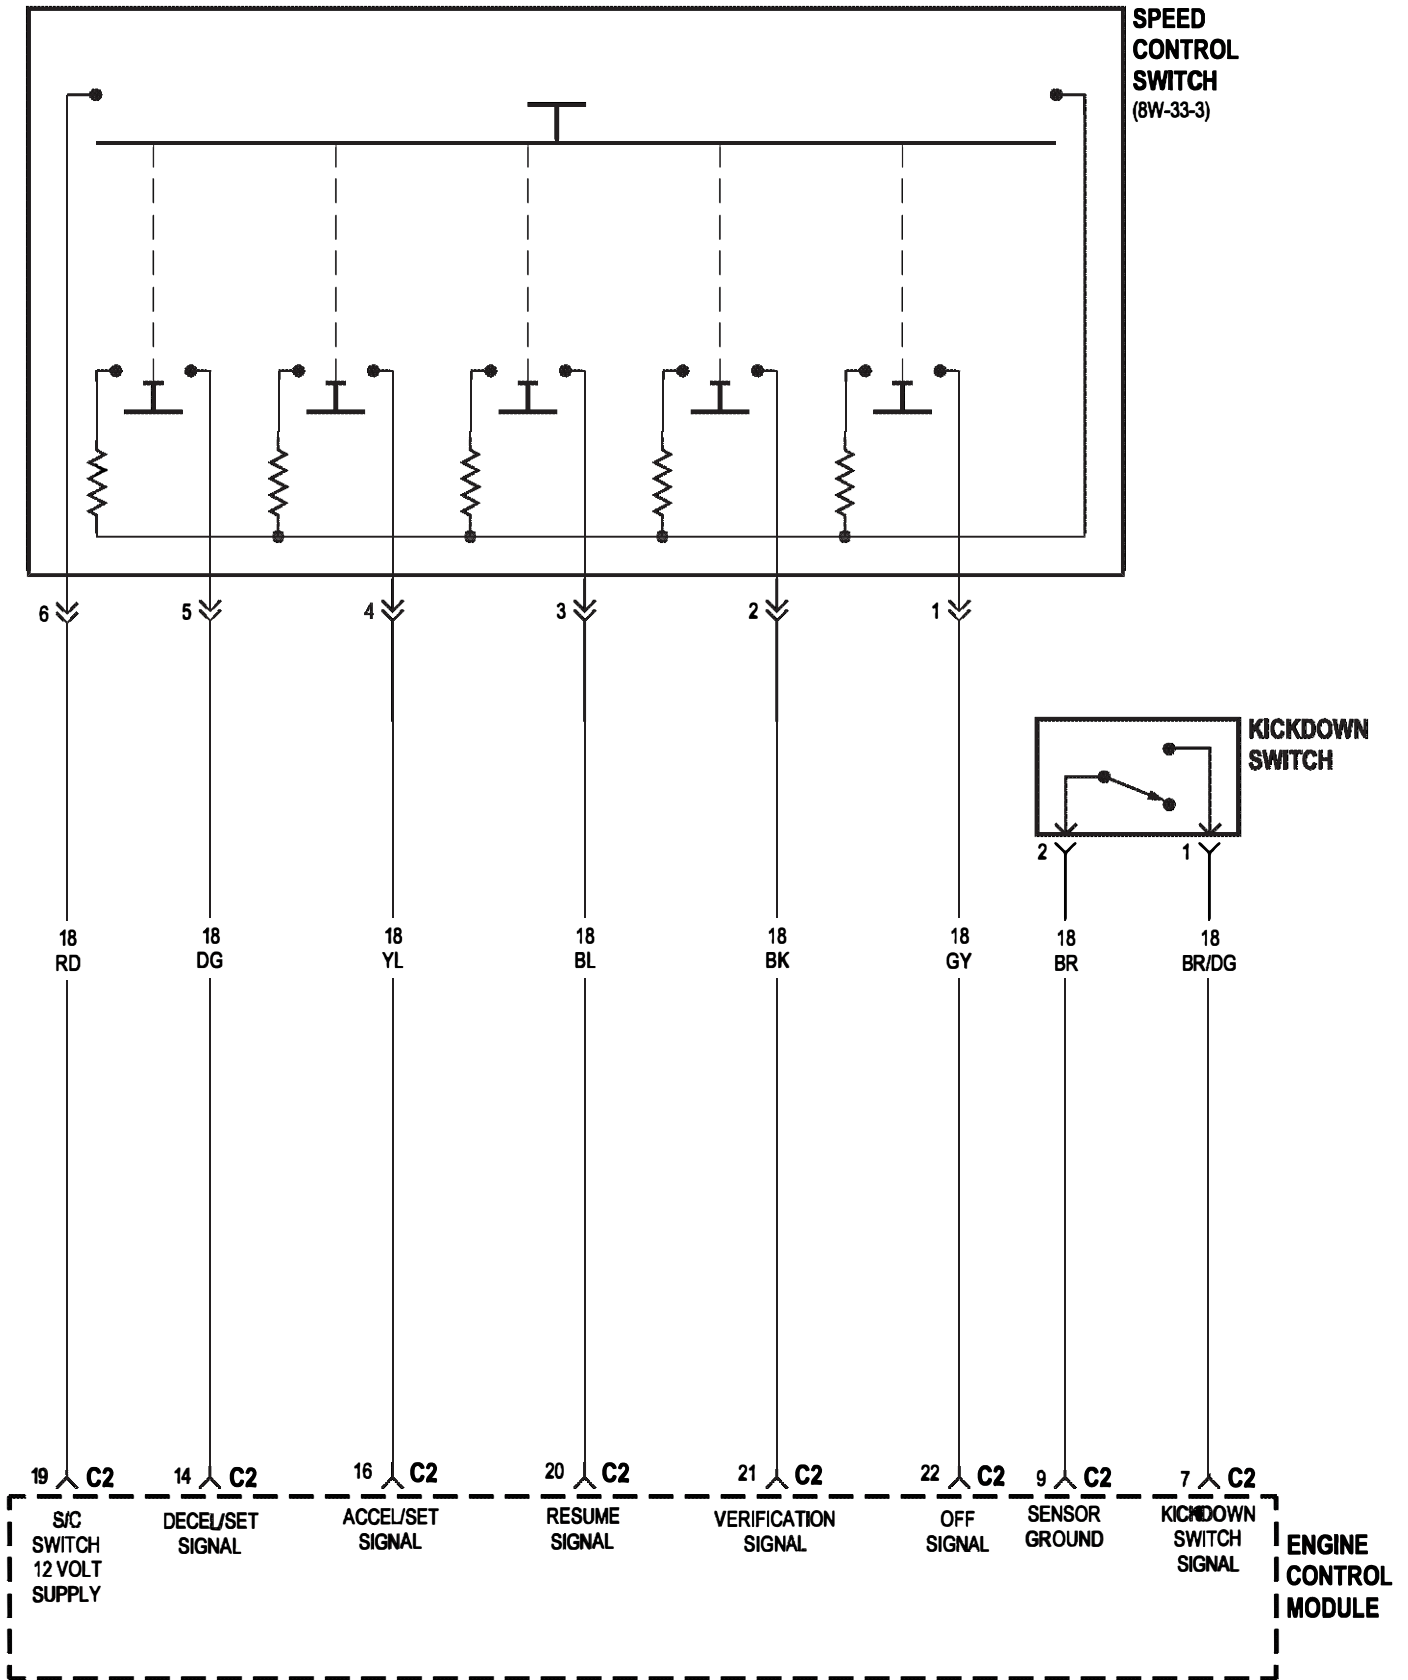 SPEED
CONTROL
SWITCH
(8W-33-3)
6 5 4 3 2 1
KICKDOWN
SWITCH
2 1
18 18 18 18 18 18 18 18
RD DG YL BL BK GY BR BR/DG
19 C2 14 C2 16 C2 20 C2 21 C2 22 C2 9 C2 7 C2
S/C
SWITCH
12 VOLT
SUPPLY
DECEL/SET
SIGNAL
ACCEL/SET
SIGNAL
RESUME
SIGNAL
VERIFICATION
SIGNAL
OFF
SIGNAL
SENSOR
GROUND
KICKDOWN
SWITCH
SIGNAL
ENGINE
CONTROL
MODULE